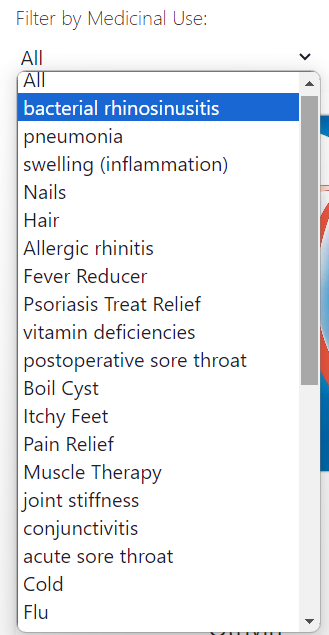 Filter by Medicinal Use:
All
All
bacterial rhinosinusitis
pneumonia
swelling (inflammation)
Nails
Hair
Allergic rhinitis
Fever Reducer
Psoriasis Treat Relief
vitamin deficiencies
postoperative sore throat
Boil Cyst
Itchy Feet
Pain Relief
Muscle Therapy
joint stiffness
conjunctivitis
acute sore throat
Cold
Flu